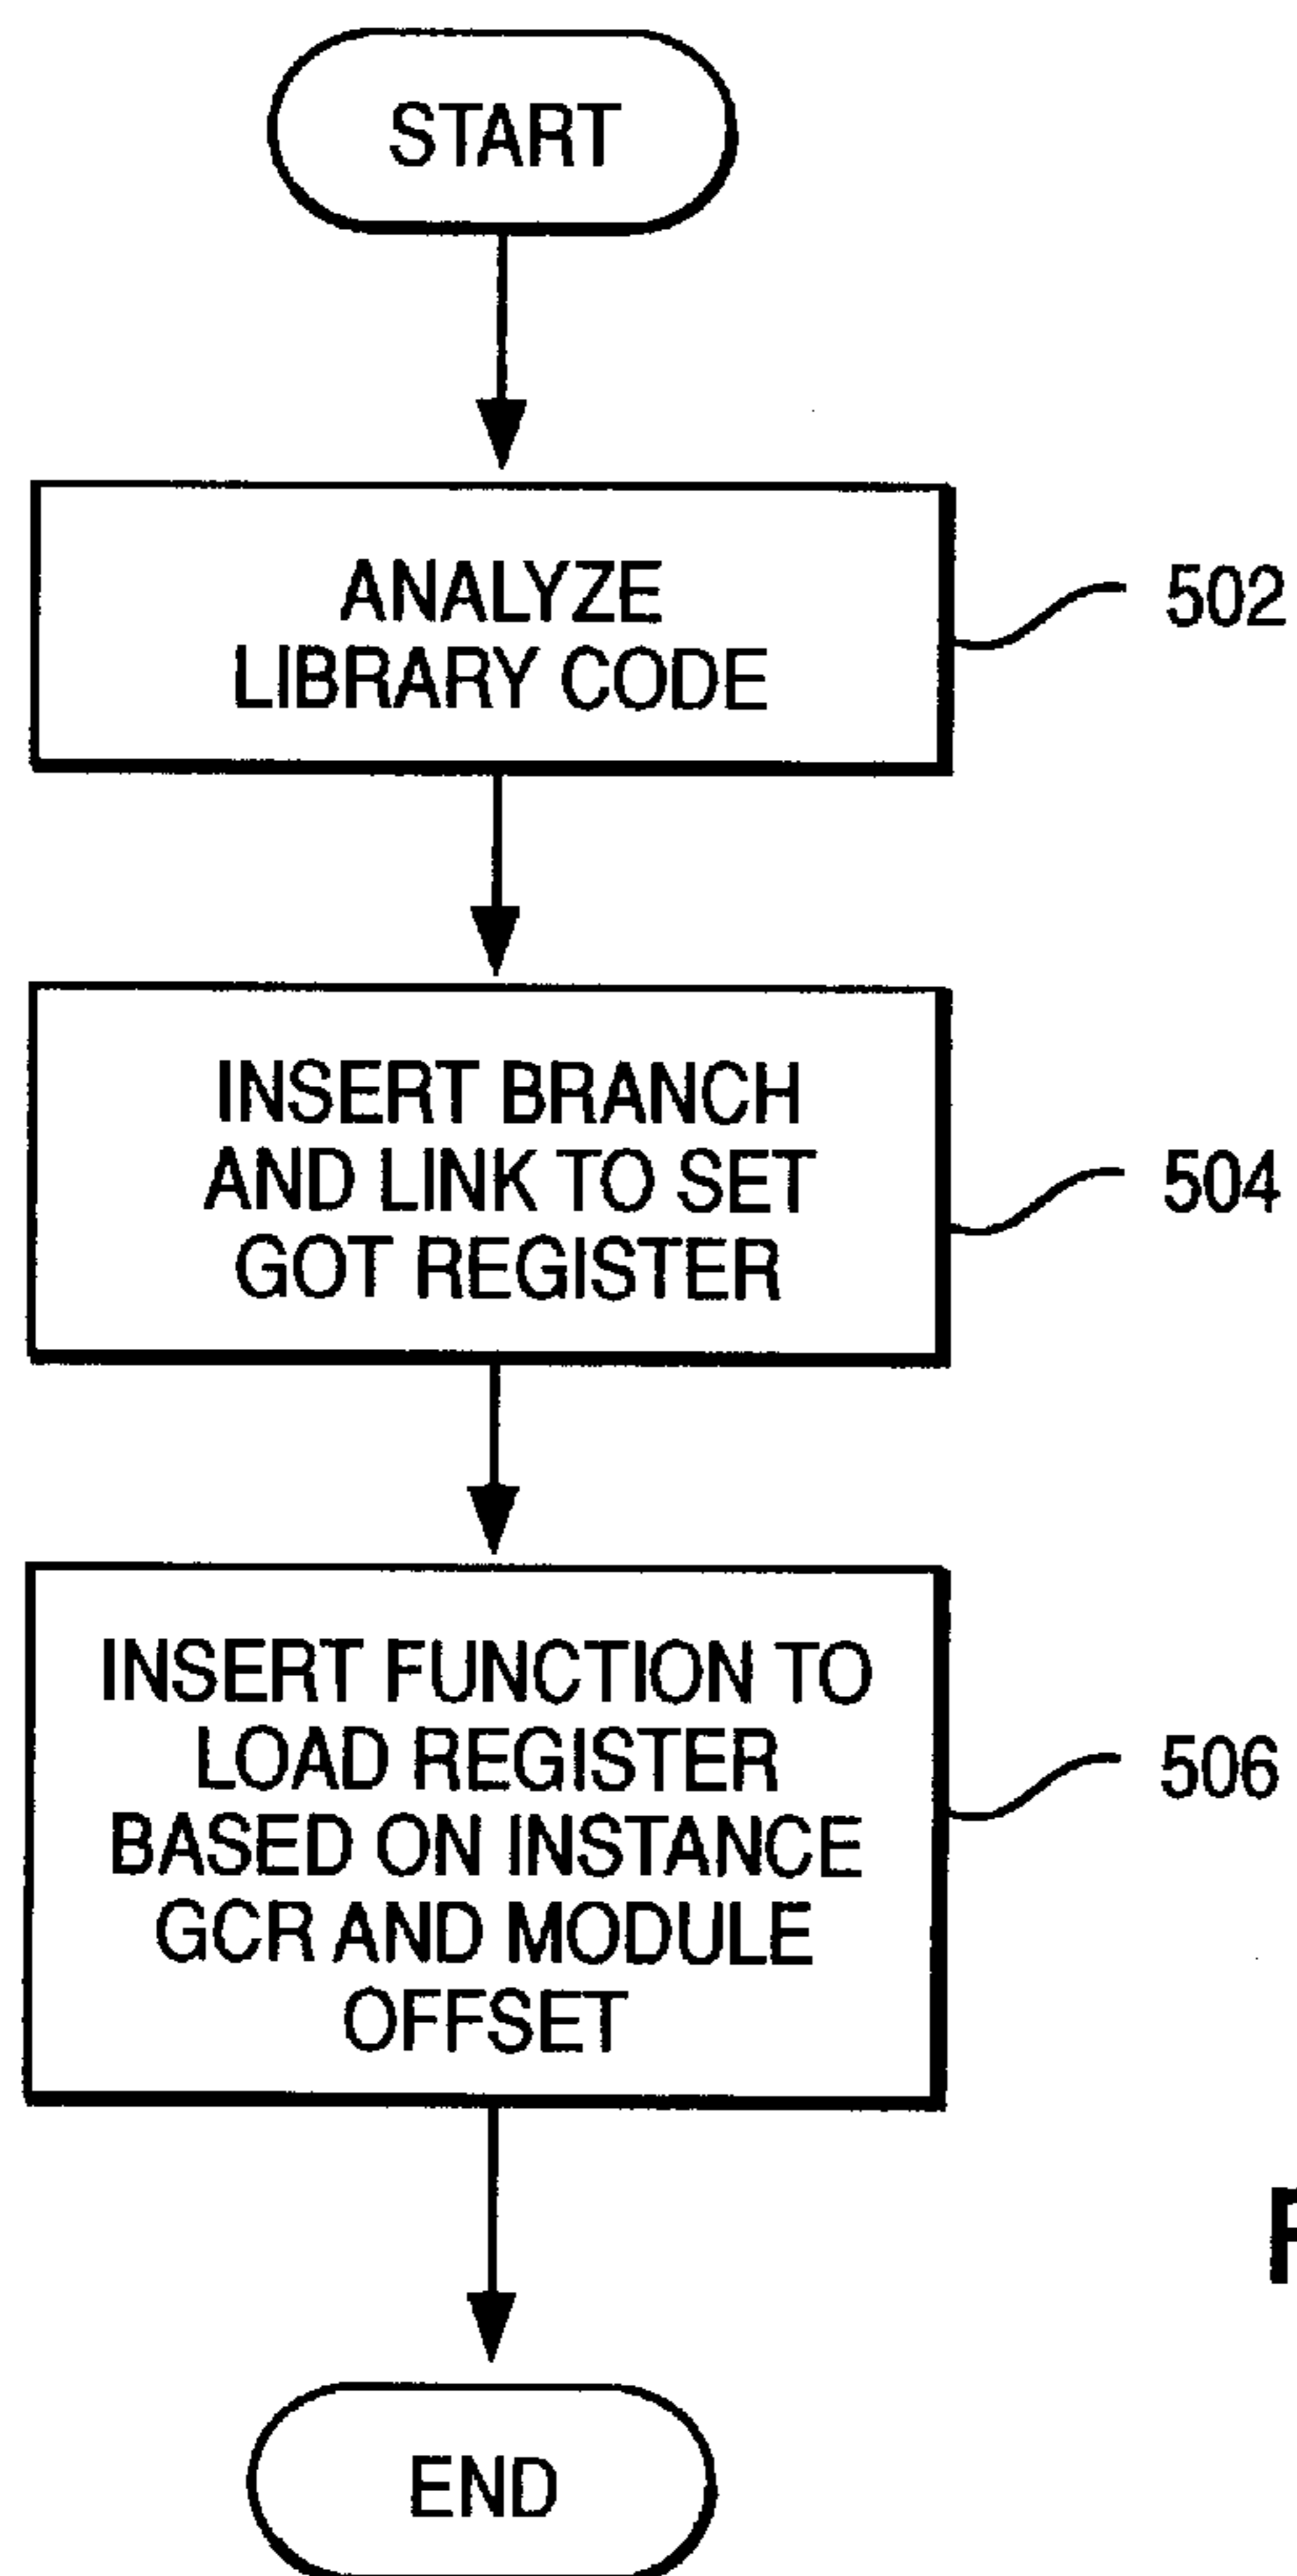 START
ANALYZE
LIBRARY CODE
502
INSERT BRANCH
AND LINK TO SET
GOT REGISTER
504
INSERT FUNCTION TO
LOAD REGISTER
BASED ON INSTANCE
GCR AND MODULE
OFFSET
506
END